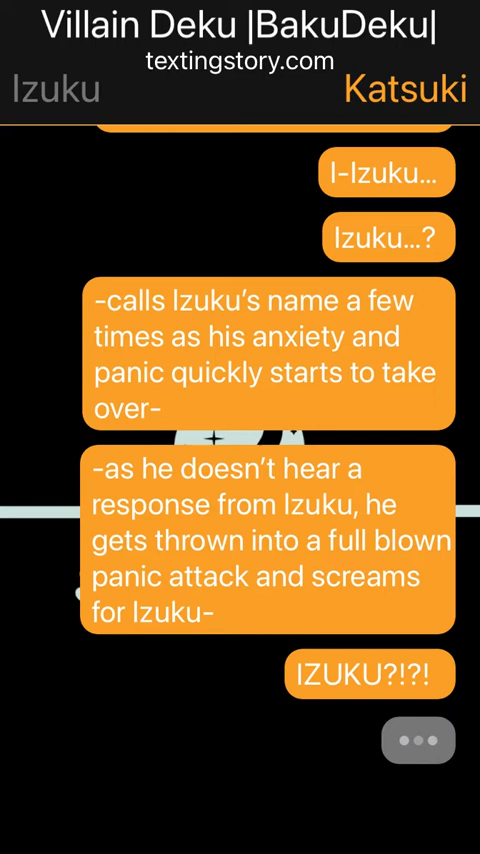 Villain Deku |BakuDeku|
textingstory.com
Izuku
Katsuki
I-Izuku...
Izuku...?
-calls Izuku's name a few
times as his anxiety and
panic quickly starts to take
over-
-as he doesn't hear a
response from Izuku, he
gets thrown into a full blown
panic attack and screams
for Izuku-
IZUKU?!?!